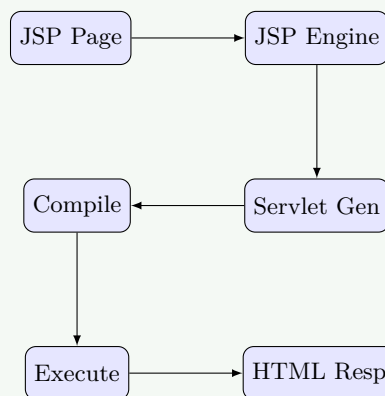 JSP Page
JSP Engine
Compile
Servlet Gen
Execute
HTML Resp